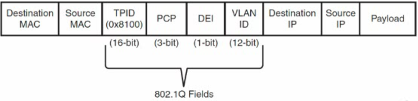 Destination MAC
Source MAC
TPID (0x8100)
PCP
DEI
VLAN ID
Destination IP
Source IP
Payload
(16-bit)
(3-bit)
(1-bit)
(12-bit)
802.1Q Fields